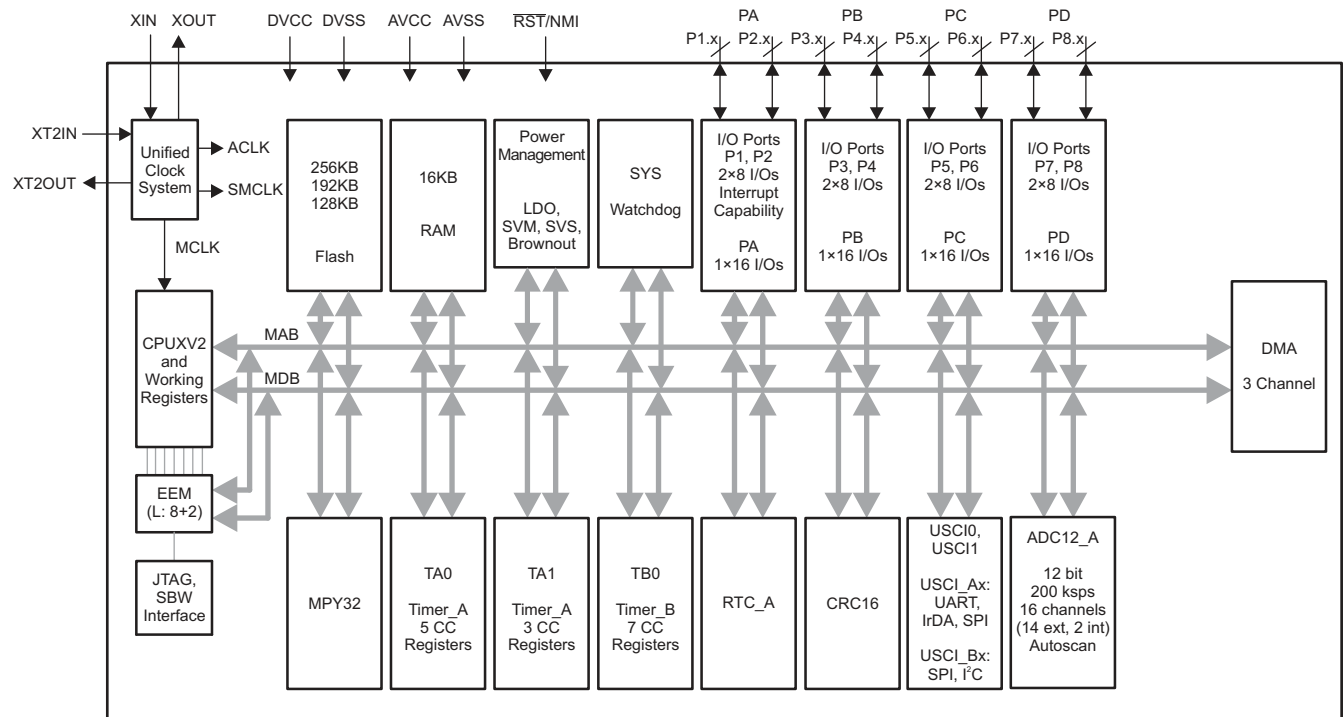 XIN XOUT DVCC DVSS AVCC AVSS RST/NMI PA PB PC PD
P1.x P2.x P3.x P4.x P5.x P6.x P7.x P8.x
XT2IN
XT2OUT
Unified
Clock
System
ACLK
SMCLK
MCLK
256KB
192KB
128KB
Flash
16KB
RAM
Power
Management
LDO,
SVM, SVS,
Brownout
SYS
Watchdog
I/O Ports
P1, P2
2×8 I/Os
Interrupt
Capability
PA
1×16 I/Os
I/O Ports
P3, P4
2×8 I/Os
PB
1×16 I/Os
I/O Ports
P5, P6
2×8 I/Os
PC
1×16 I/Os
I/O Ports
P7, P8
2×8 I/Os
PD
1×16 I/Os
CPUXV2
and
Working
Registers
MAB
MDB
DMA
3 Channel
EEM
(L: 8+2)
JTAG,
SBW
Interface
MPY32
TA0
Timer_A
5 CC
Registers
TA1
Timer_A
3 CC
Registers
TB0
Timer_B
7 CC
Registers
RTC_A
CRC16
USCI0,
USCI1
USCI_Ax:
UART,
IrDA, SPI
USCI_Bx:
SPI, I²C
ADC12_A
12 bit
200 ksps
16 channels
(14 ext, 2 int)
Autoscan